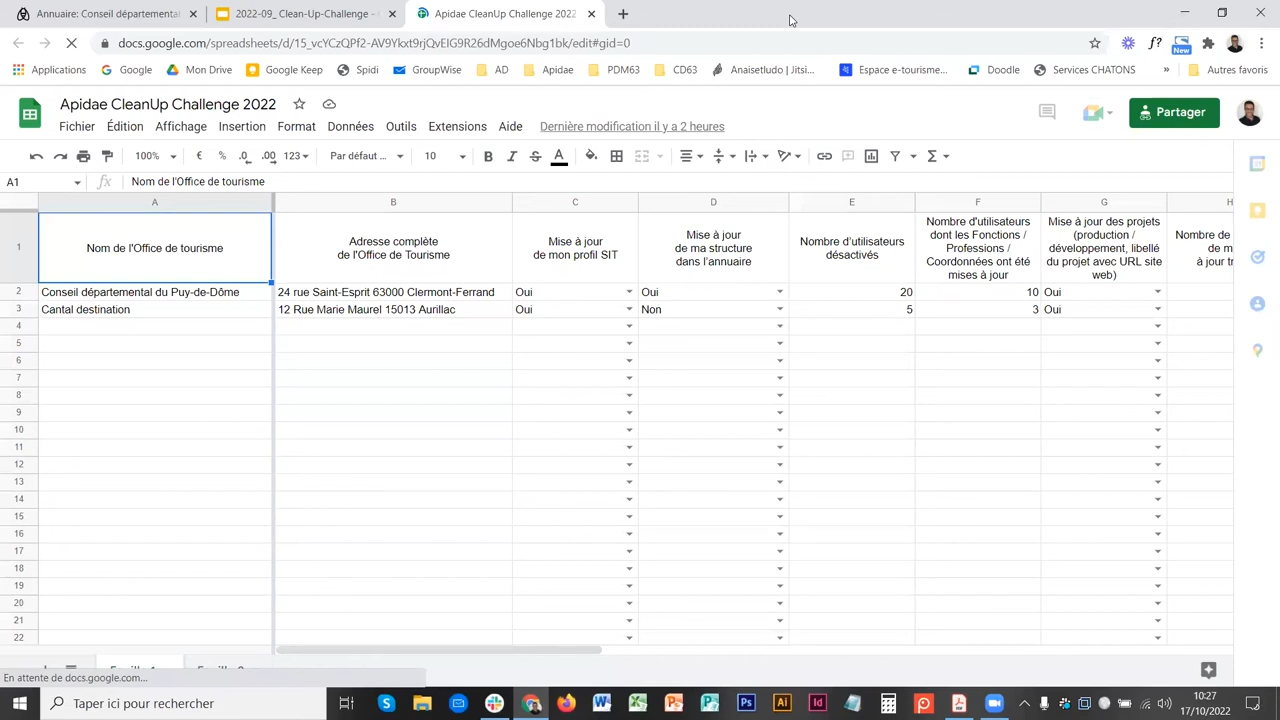 Annuaire: Conseil départemental
2022-09_ Clean-Up-Challenge -
Apidae CleanUp Challenge 2022
docs.google.com/spreadsheets/d/15_vcYCzQPf2-AV9Ykxt9rjQvEIG9R26dMgoe6Nbg1bk/edit#gid=0
f?
New
Applications
Google
Mon Drive
Google Keep
Spidi
GroupWise
AD
Apidae
PDM63
CD63
Anaisetludo | Jitsi...
Espace e-tourisme...
Doodle
Services CHATONS
»
Autres favoris
Apidae CleanUp Challenge 2022
Partager
Fichier Édition Affichage Insertion Format Données Outils Extensions Aide
Dernière modification il y a 2 heures
100% € % .0 .00 123 Par défaut ... 10 B I S A Σ
A1 fx Nom de l'Office de tourisme
A B C D E F G H
1
Nom de l'Office de tourisme
Adresse complète
de l'Office de Tourisme
Mise à jour
de mon profil SIT
Mise à jour
de ma structure
dans l'annuaire
Nombre d'utilisateurs
désactivés
Nombre d'utilisateurs
dont les Fonctions /
Professions /
Coordonnées ont été
mises à jour
Mise à jour des projets
(production /
développement, libellé
du projet avec URL site
web)
Nombre de
de m
à jour tr
2 Conseil départemental du Puy-de-Dôme 24 rue Saint-Esprit 63000 Clermont-Ferrand Oui Oui 20 10 Oui
3 Cantal destination 12 Rue Marie Maurel 15013 Aurillac Oui Non 5 3 Oui
4
5
6
7
8
9
10
11
12
13
14
15
16
17
18
19
20
21
22
En attente de docs.google.com...
Taper ici pour rechercher
10:27
17/10/2022